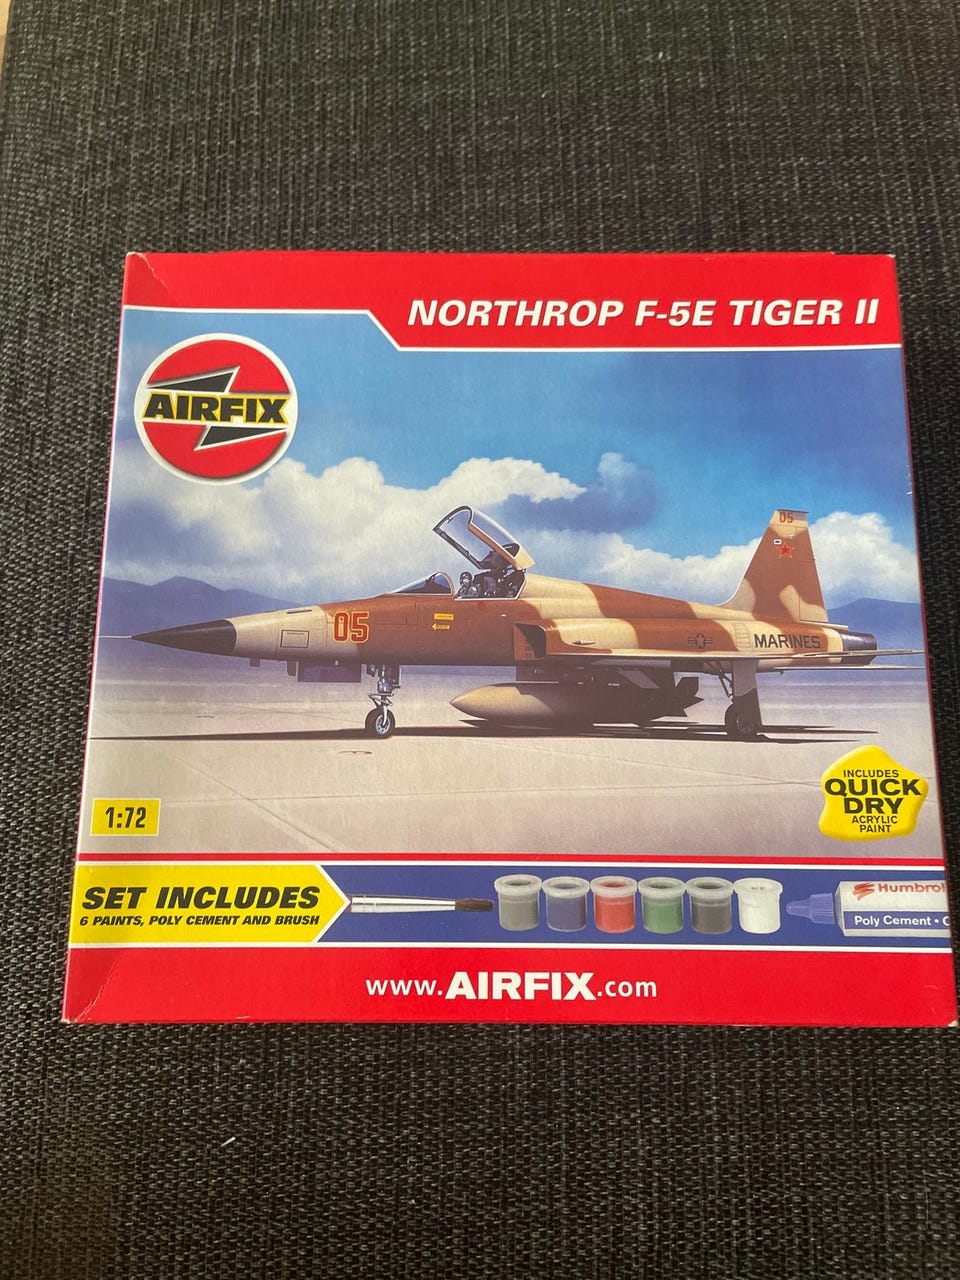 NORTHROP F-5E TIGER II
AIRFIX
05
05
MARINES
1:72
INCLUDES
QUICK
DRY
ACRYLIC
PAINT
SET INCLUDES
6 PAINTS, POLY CEMENT AND BRUSH
Humbrol
Poly Cement • C
www.AIRFIX.com